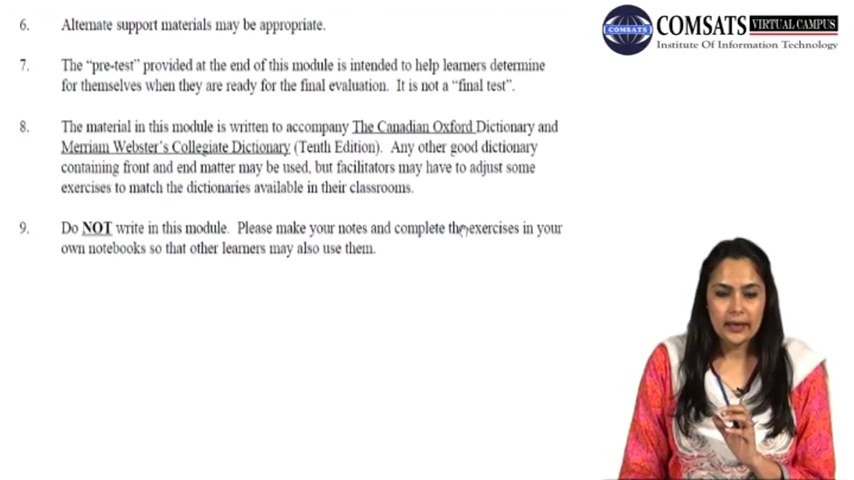 6. Alternate support materials may be appropriate.
7. The “pre-test” provided at the end of this module is intended to help learners determine
for themselves when they are ready for the final evaluation. It is not a “final test”.
8. The material in this module is written to accompany The Canadian Oxford Dictionary and
Merriam Webster’s Collegiate Dictionary (Tenth Edition). Any other good dictionary
containing front and end matter may be used, but facilitators may have to adjust some
exercises to match the dictionaries available in their classrooms.
9. Do NOT write in this module. Please make your notes and complete the exercises in your
own notebooks so that other learners may also use them.
COMSATS
COMSATS VIRTUAL CAMPUS
Institute Of Information Technology